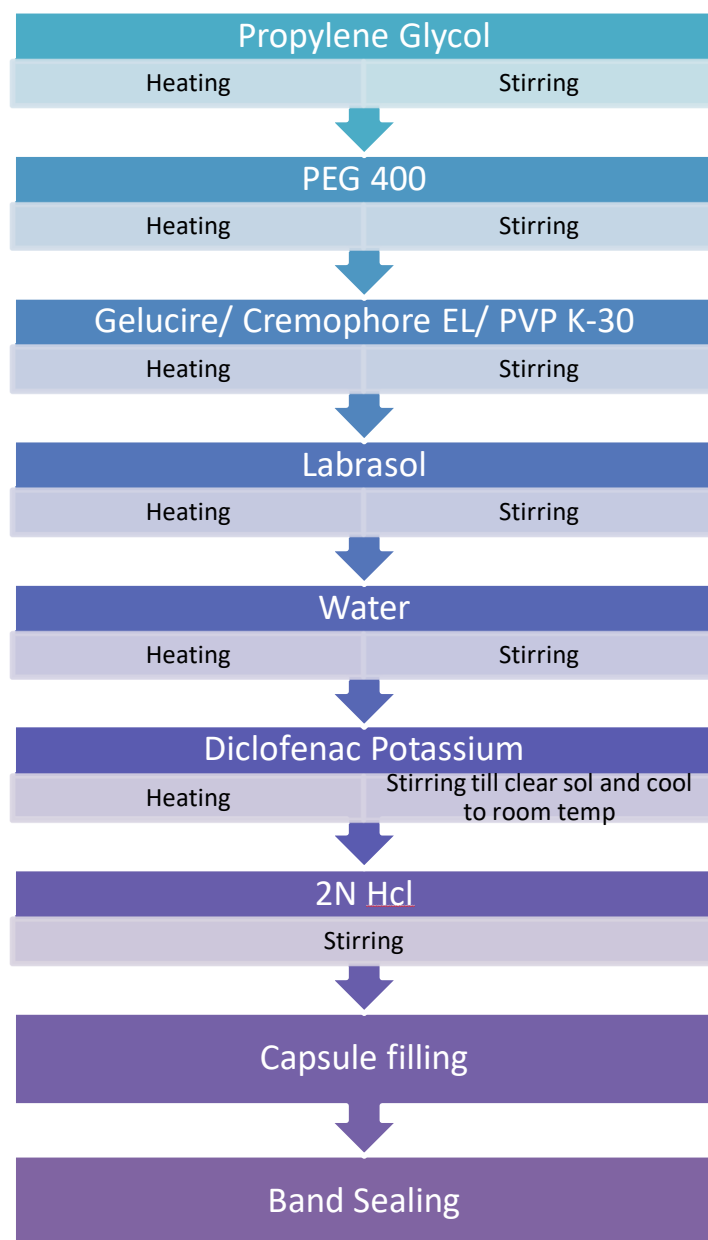 Propylene Glycol
Heating
Stirring
PEG 400
Heating
Stirring
Gelucire/ Cremophore EL/ PVP K-30
Heating
Stirring
Labrasol
Heating
Stirring
Water
Heating
Stirring
Diclofenac Potassium
Heating
Stirring till clear sol and cool
to room temp
2N Hcl
Stirring
Capsule filling
Band Sealing